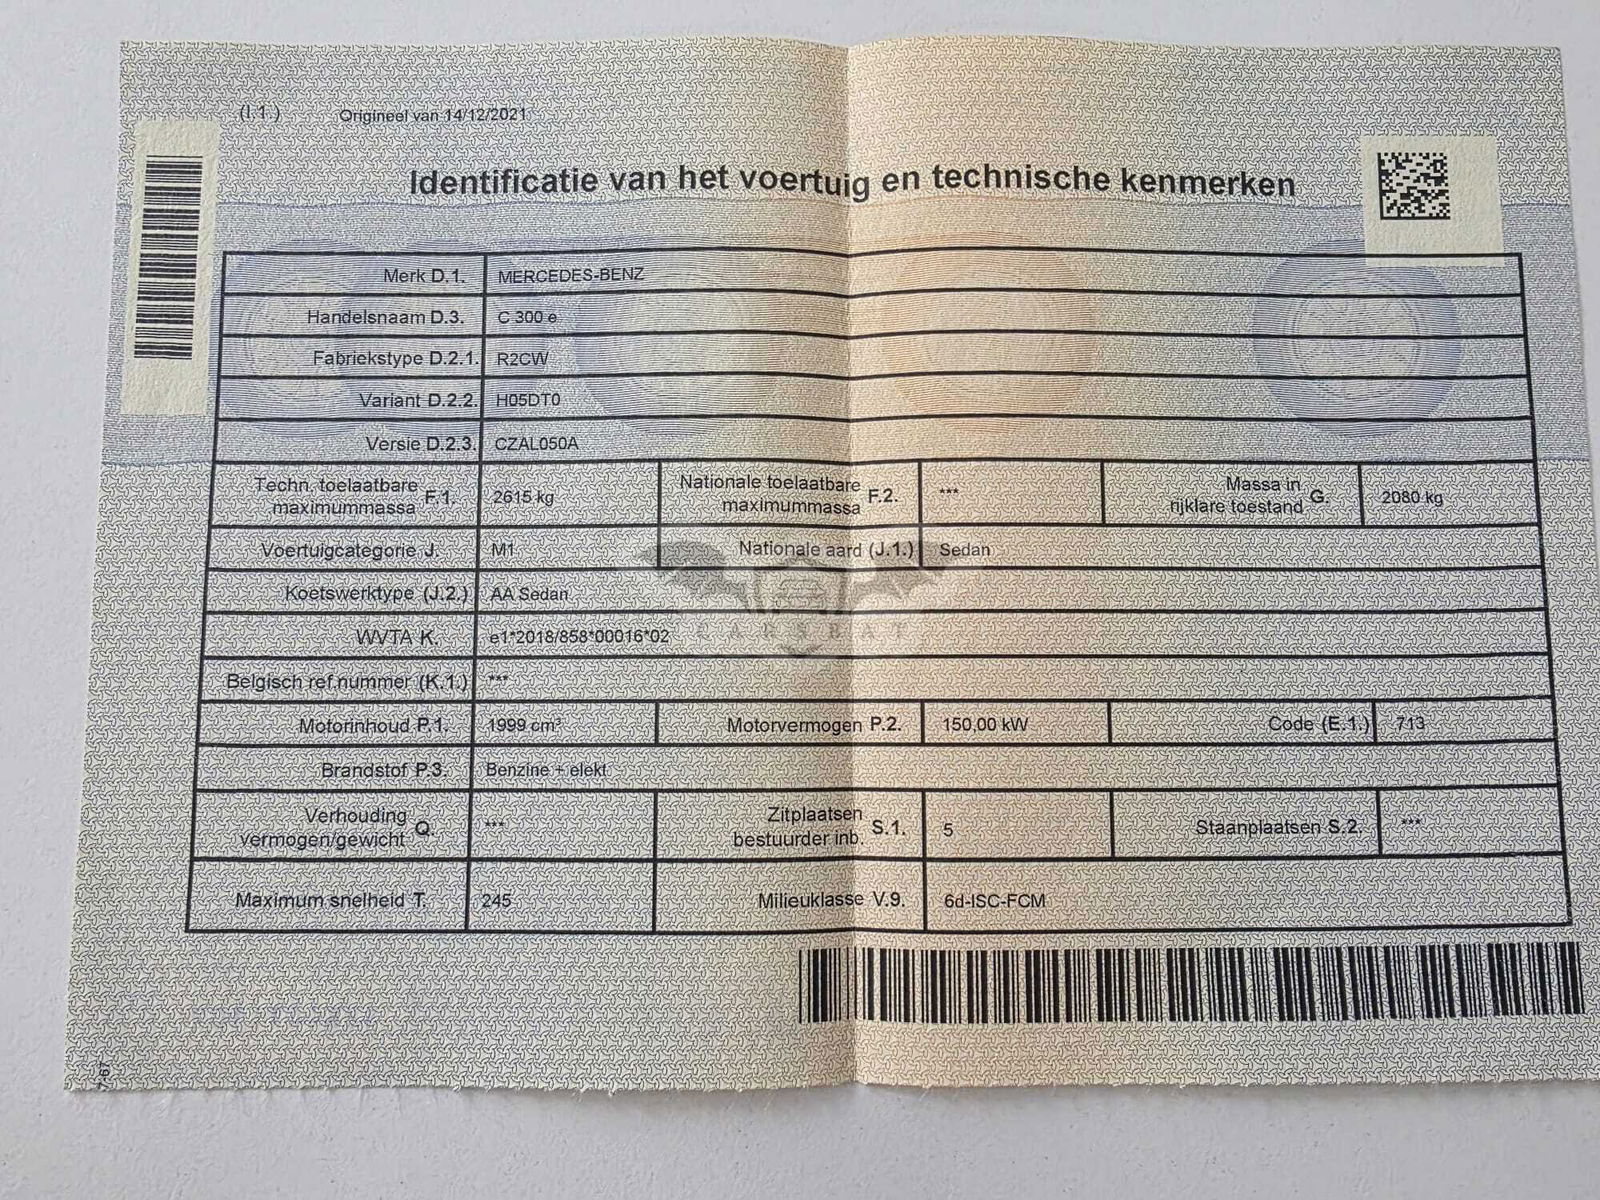 (I.1.) Origineel van 14/12/2021
Identificatie van het voertuig en technische kenmerken
Merk D.1. MERCEDES-BENZ
Handelsnaam D.3. C 300 e
Fabriekstype D.2.1. R2CW
Variant D.2.2. H05DT0
Versie D.2.3. CZAL050A
Techn. toelaatbare maximummassa F.1. 2615 kg Nationale toelaatbare maximummassa F.2. *** Massa in rijklare toestand G. 2080 kg
Voertuigcategorie J. M1 Nationale aard (J.1.) Sedan
Koetswerktype (J.2.) AA Sedan
WVTA K. e1*2018/858*00016*02
CARSBAT
Belgisch ref.nummer (K.1.) ***
Motorinhoud P.1. 1999 cm³ Motorvermogen P.2. 150,00 kW Code (E.1.) 713
Brandstof P.3. Benzine + elekt
Verhouding vermogen/gewicht Q. *** Zitplaatsen bestuurder inb. S.1. 5 Staanplaatsen S.2. ***
Maximum snelheid T. 245 Milieuklasse V.9. 6d-ISC-FCM